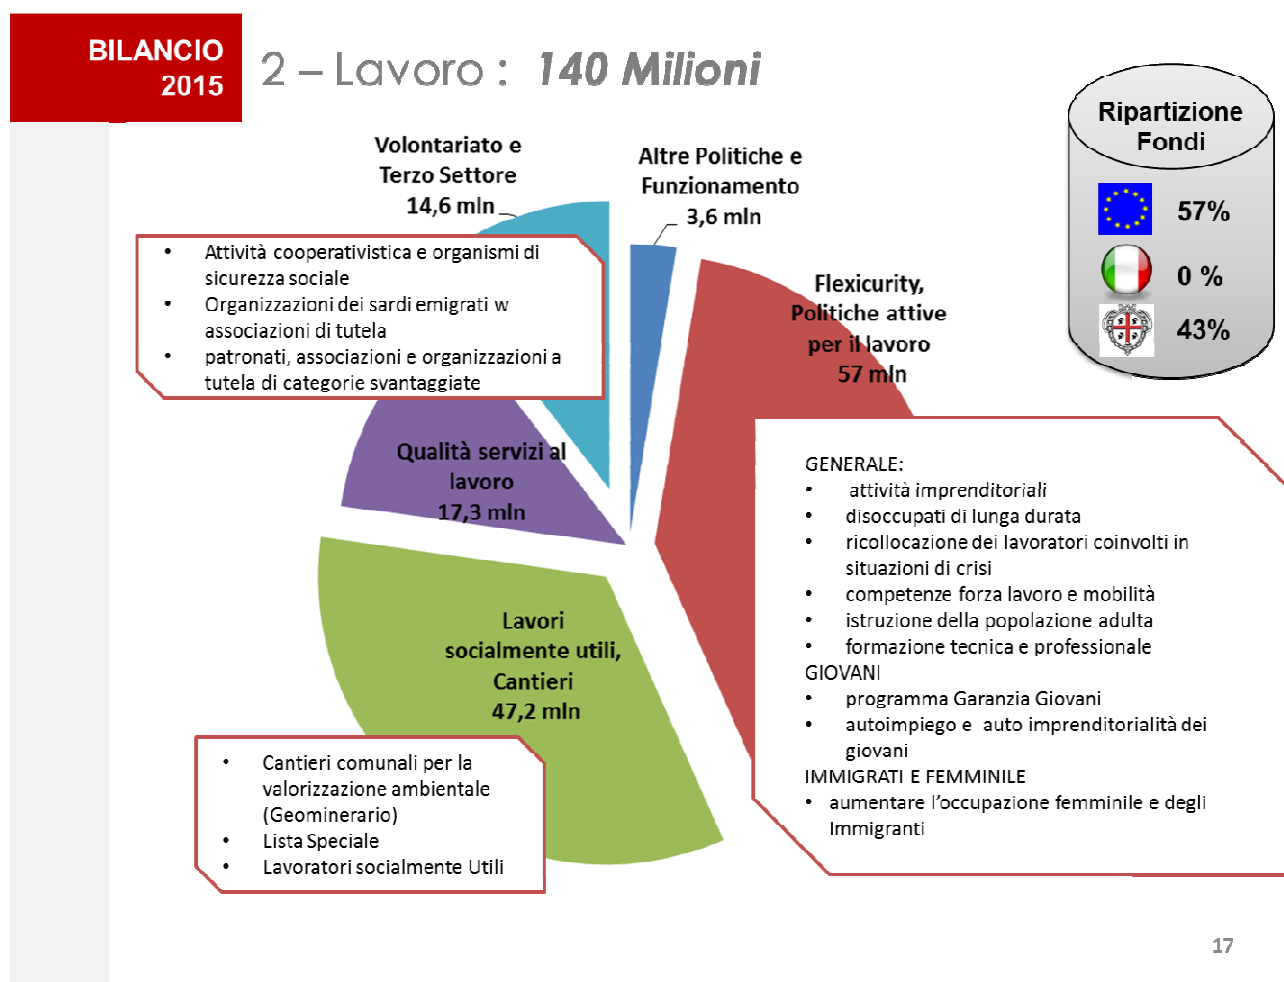 BILANCIO
2015
2 – Lavoro : 140 Milioni
Ripartizione
Fondi
57%
0 %
43%
Volontariato e
Terzo Settore
14,6 mln
Altre Politiche e
Funzionamento
3,6 mln
Flexicurity,
Politiche attive
per il lavoro
57 mln
• Attività cooperativistica e organismi di
sicurezza sociale
• Organizzazioni dei sardi emigrati w
associazioni di tutela
• patronati, associazioni e organizzazioni a
tutela di categorie svantaggiate
Qualità servizi al
lavoro
17,3 mln
GENERALE:
• attività imprenditoriali
• disoccupati di lunga durata
• ricollocazione dei lavoratori coinvolti in
situazioni di crisi
• competenze forza lavoro e mobilità
• istruzione della popolazione adulta
• formazione tecnica e professionale
GIOVANI
• programma Garanzia Giovani
• autoimpiego e auto imprenditorialità dei
giovani
IMMIGRATI E FEMMINILE
• aumentare l'occupazione femminile e degli
Immigranti
Lavori
socialmente utili,
Cantieri
47,2 mln
• Cantieri comunali per la
valorizzazione ambientale
(Geominerario)
• Lista Speciale
• Lavoratori socialmente Utili
17